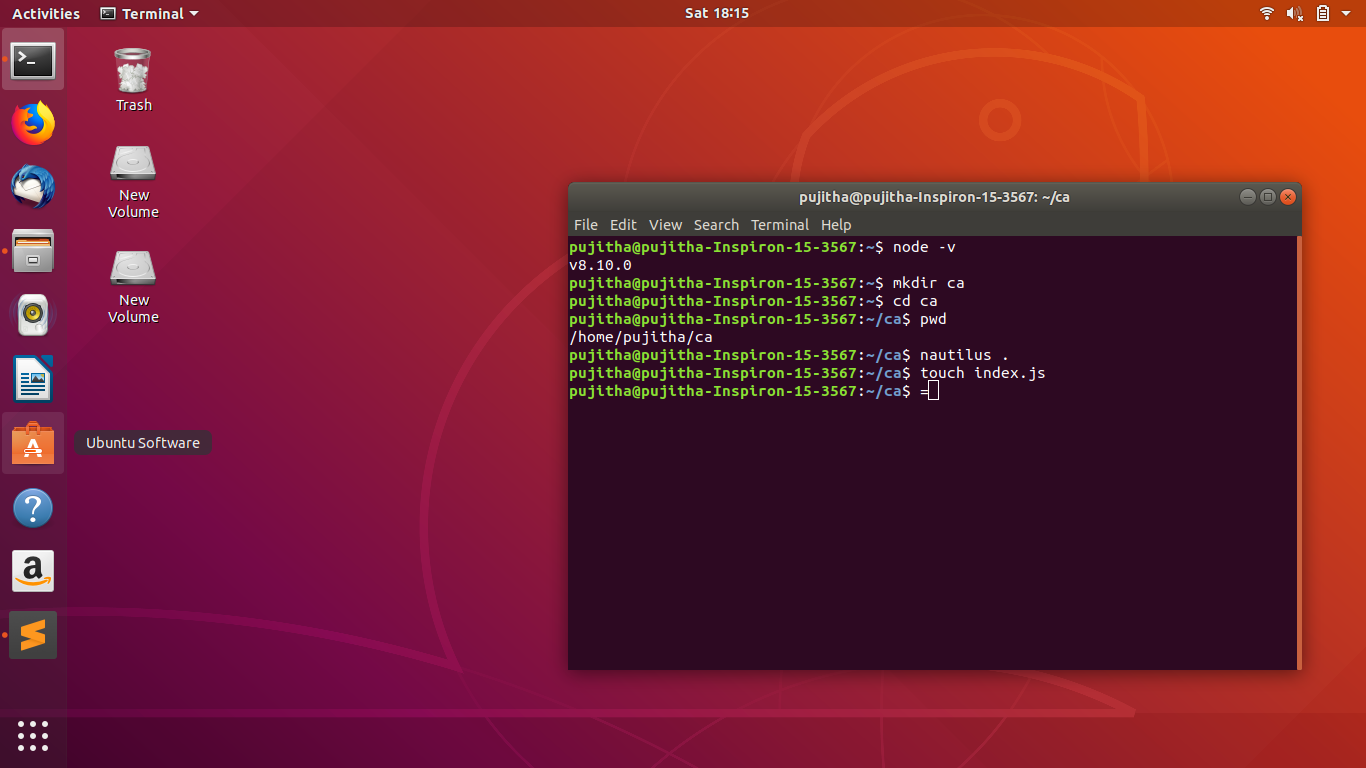 Activities
Terminal
Sat 18:15
Trash
New
Volume
New
Volume
Ubuntu Software
pujitha@pujitha-Inspiron-15-3567: ~/ca
File Edit View Search Terminal Help
pujitha@pujitha-Inspiron-15-3567:~$ node -v
v8.10.0
pujitha@pujitha-Inspiron-15-3567:~$ mkdir ca
pujitha@pujitha-Inspiron-15-3567:~$ cd ca
pujitha@pujitha-Inspiron-15-3567:~/ca$ pwd
/home/pujitha/ca
pujitha@pujitha-Inspiron-15-3567:~/ca$ nautilus .
pujitha@pujitha-Inspiron-15-3567:~/ca$ touch index.js
pujitha@pujitha-Inspiron-15-3567:~/ca$ =